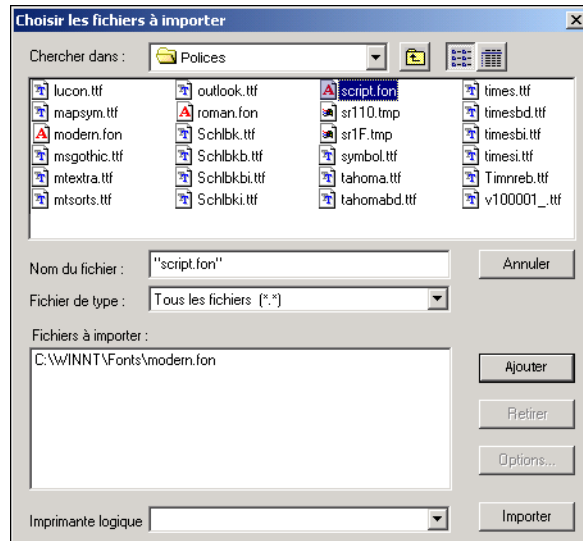 Choisir les fichiers à importer
Chercher dans :
Polices
lucon.ttf
mapsym.ttf
modern.fon
msgothic.ttf
mtextra.ttf
mtsorts.ttf
outlook.ttf
roman.fon
Schlbk.ttf
Schlbkb.ttf
Schlbkbi.ttf
Schlbki.ttf
script.fon
sr110.tmp
sr1F.tmp
symbol.ttf
tahoma.ttf
tahomabd.ttf
times.ttf
timesbd.ttf
timesbi.ttf
timesi.ttf
Timnreb.ttf
v100001_.ttf
Nom du fichier :
"script.fon"
Annuler
Fichier de type :
Tous les fichiers (*.*)
Fichiers à importer :
C:\WINNT\Fonts\modern.fon
Ajouter
Retirer
Options...
Imprimante logique
Importer